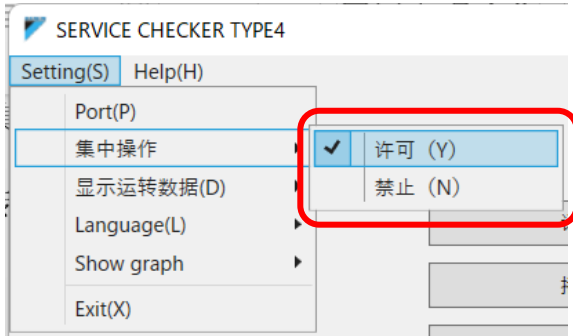 SERVICE CHECKER TYPE4
Setting(S) Help(H)
Port(P)
集中操作
许可（Y）
显示运转数据(D)
禁止（N）
Language(L)
Show graph
Exit(X)